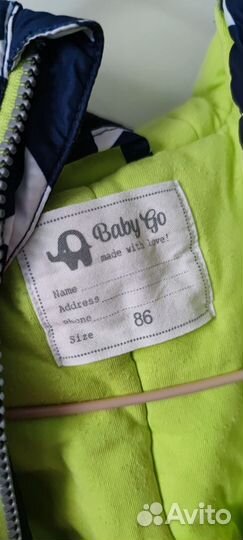 Baby Go
made with love!
Name
Address
Phone
Size 86
Avito